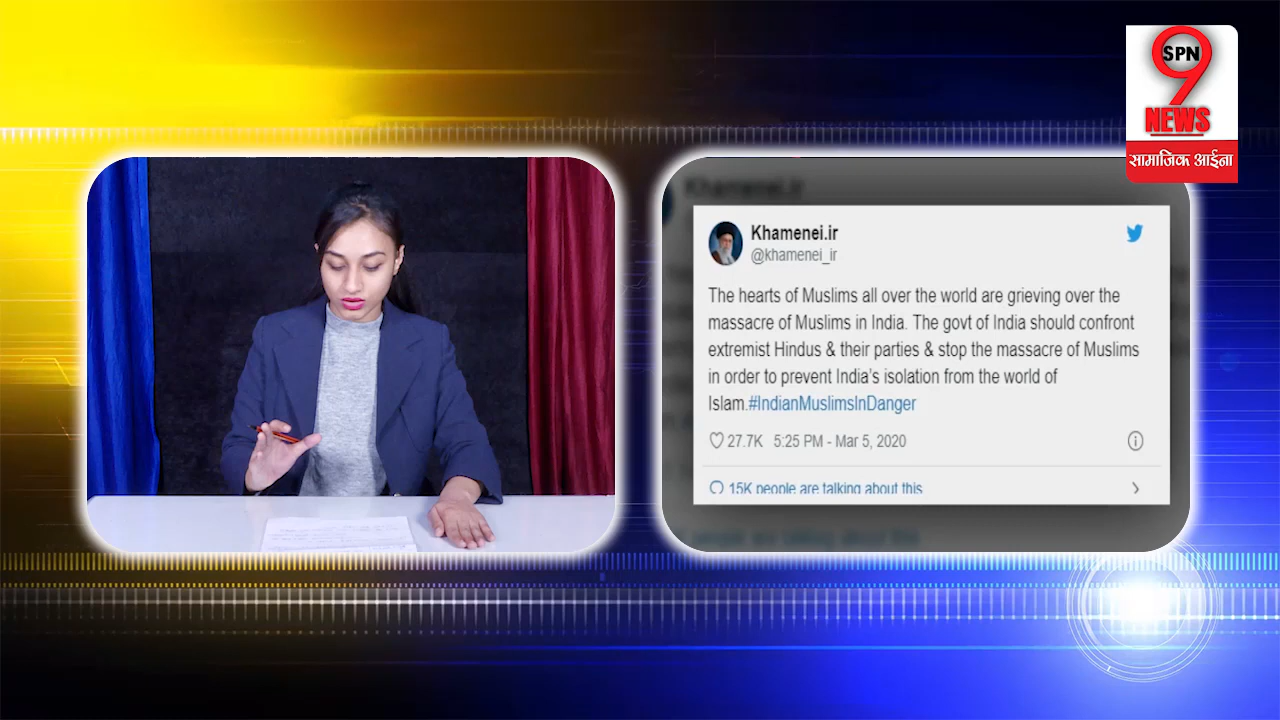 SPN
9
NEWS
सामाजिक आईना
Khamenei.ir
Khamenei.ir
@khamenei_ir
The hearts of Muslims all over the world are grieving over the
massacre of Muslims in India. The govt of India should confront
extremist Hindus & their parties & stop the massacre of Muslims
in order to prevent India's isolation from the world of
Islam.#IndianMuslimsInDanger
27.7K 5:25 PM - Mar 5, 2020
15K people are talking about this